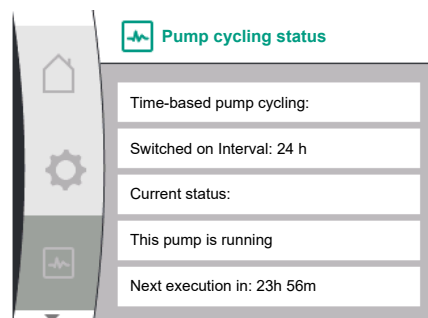 Pump cycling status
Time-based pump cycling:
Switched on Interval: 24 h
Current status:
This pump is running
Next execution in: 23h 56m